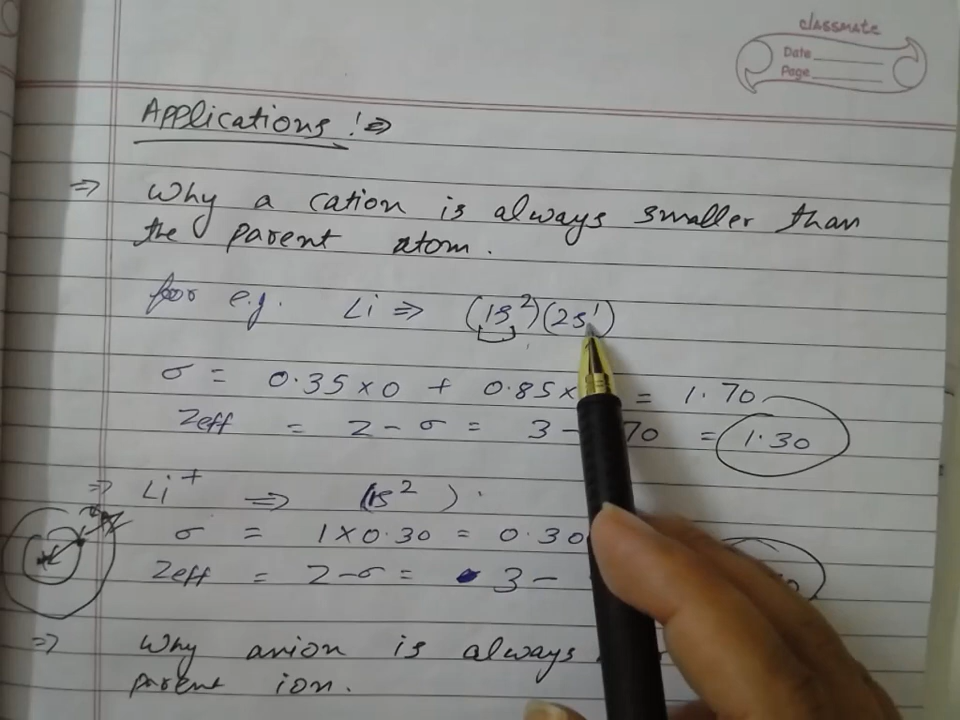 classmate
Date
Page
Applications !⇒
⇒ Why a cation is always smaller than
the parent atom.
for e.g. Li ⇒ (1s²)(2s¹)
σ = 0.35×0 + 0.85× = 1.70
Zeff = Z-σ = 3- 70 = 1.30
⇒ Li⁺ ⇒ (1s²).
σ = 1×0.30 = 0.30
Zeff = Z-σ = 3-
⇒ Why anion is always
parent ion.